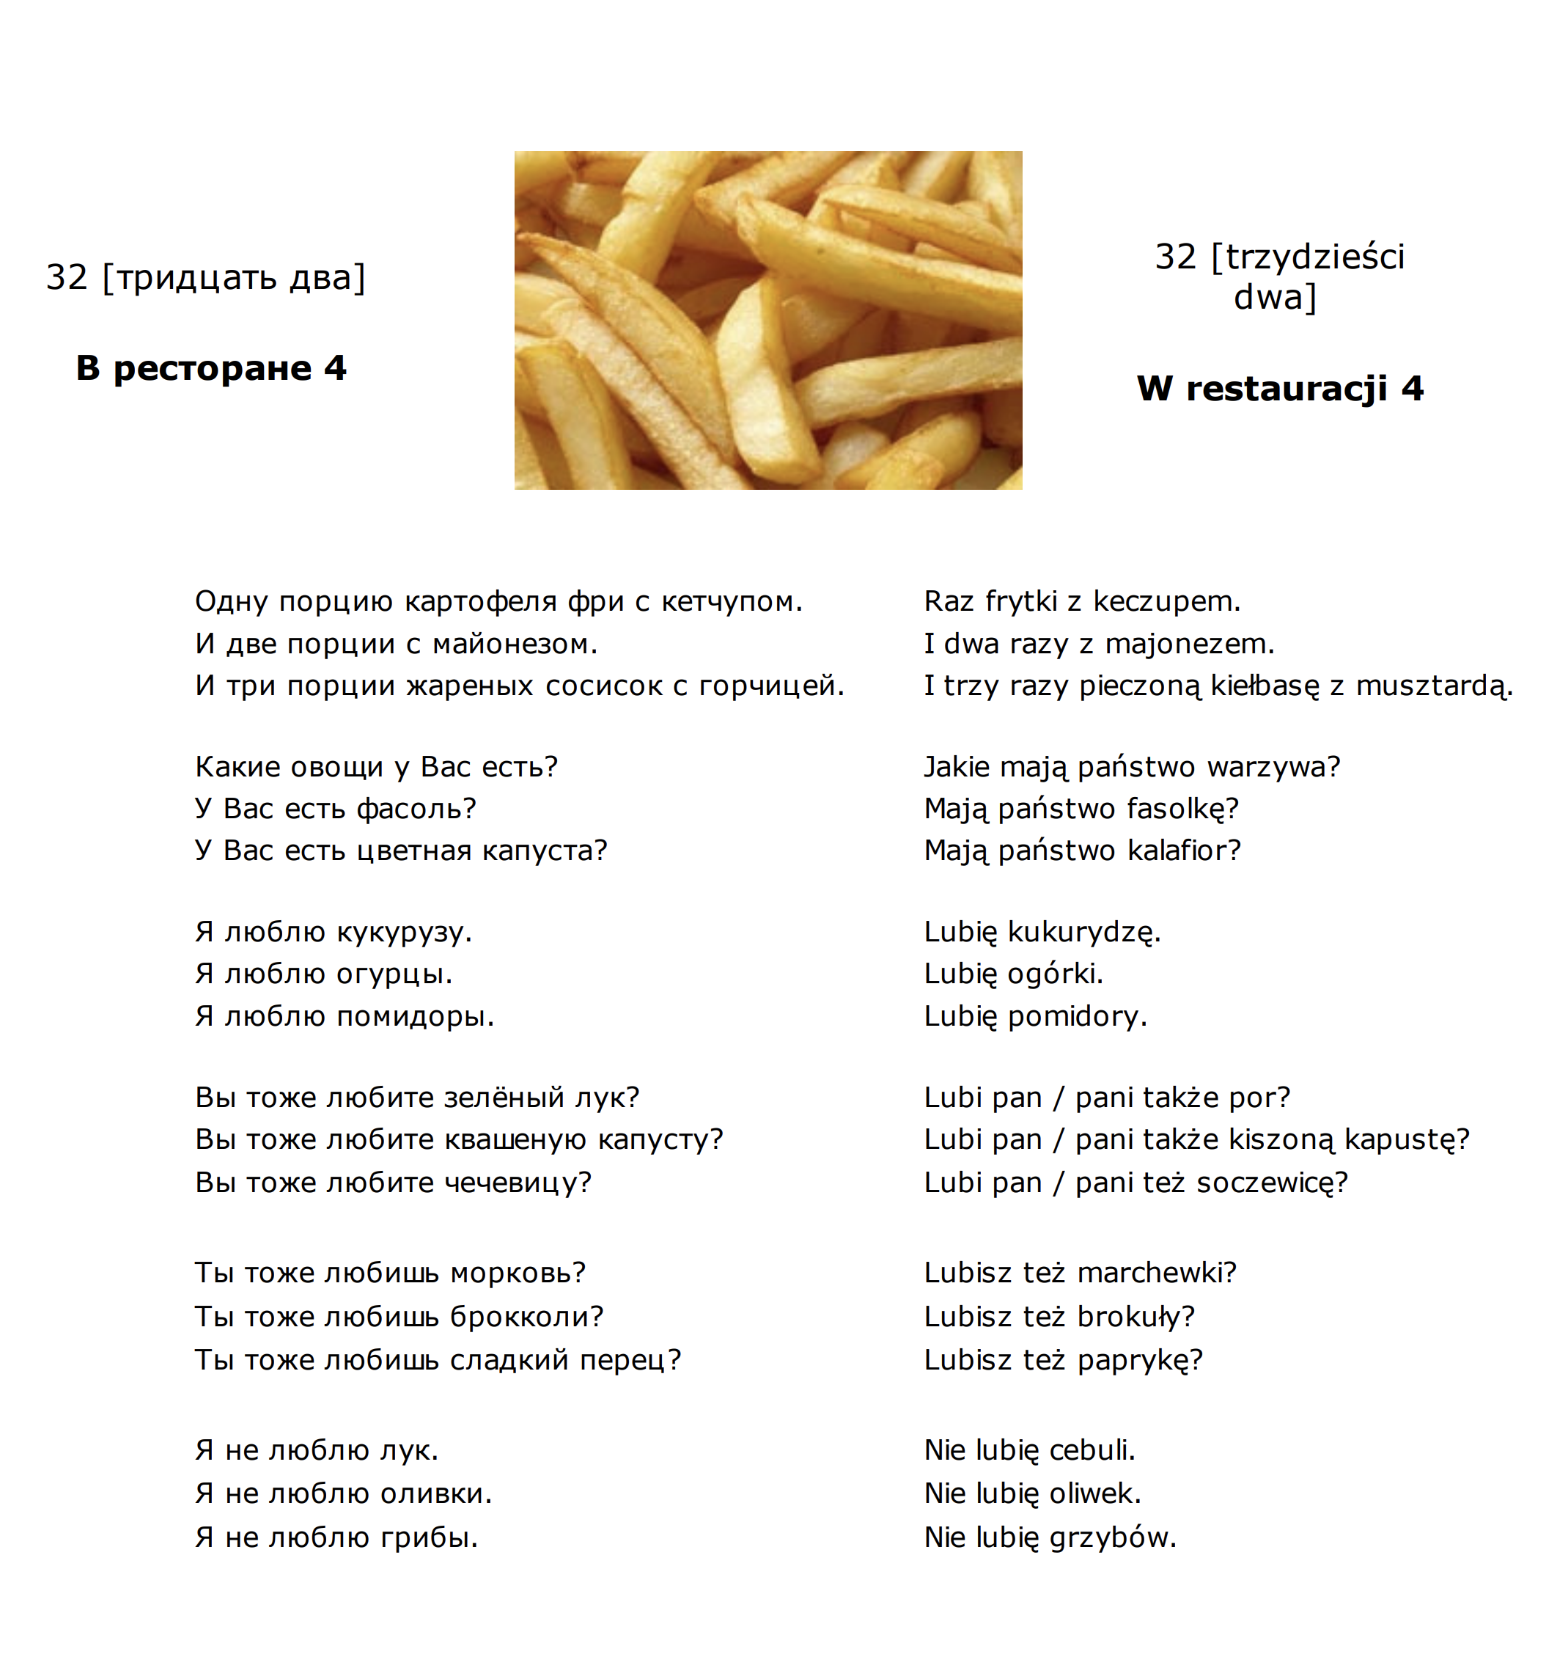 32 [тридцать два]
В ресторане 4
32 [trzydzieści
dwa]
W restauracji 4
Одну порцию картофеля фри с кетчупом.
И две порции с майонезом.
И три порции жареных сосисок с горчицей.
Raz frytki z keczupem.
I dwa razy z majonezem.
I trzy razy pieczoną kiełbasę z musztardą.
Какие овощи у Вас есть?
У Вас есть фасоль?
У Вас есть цветная капуста?
Jakie mają państwo warzywa?
Mają państwo fasolkę?
Mają państwo kalafior?
Я люблю кукурузу.
Я люблю огурцы.
Я люблю помидоры.
Lubię kukurydzę.
Lubię ogórki.
Lubię pomidory.
Вы тоже любите зелёный лук?
Вы тоже любите квашеную капусту?
Вы тоже любите чечевицу?
Lubi pan / pani także por?
Lubi pan / pani także kiszoną kapustę?
Lubi pan / pani też soczewicę?
Ты тоже любишь морковь?
Ты тоже любишь брокколи?
Ты тоже любишь сладкий перец?
Lubisz też marchewki?
Lubisz też brokuły?
Lubisz też paprykę?
Я не люблю лук.
Я не люблю оливки.
Я не люблю грибы.
Nie lubię cebuli.
Nie lubię oliwek.
Nie lubię grzybów.